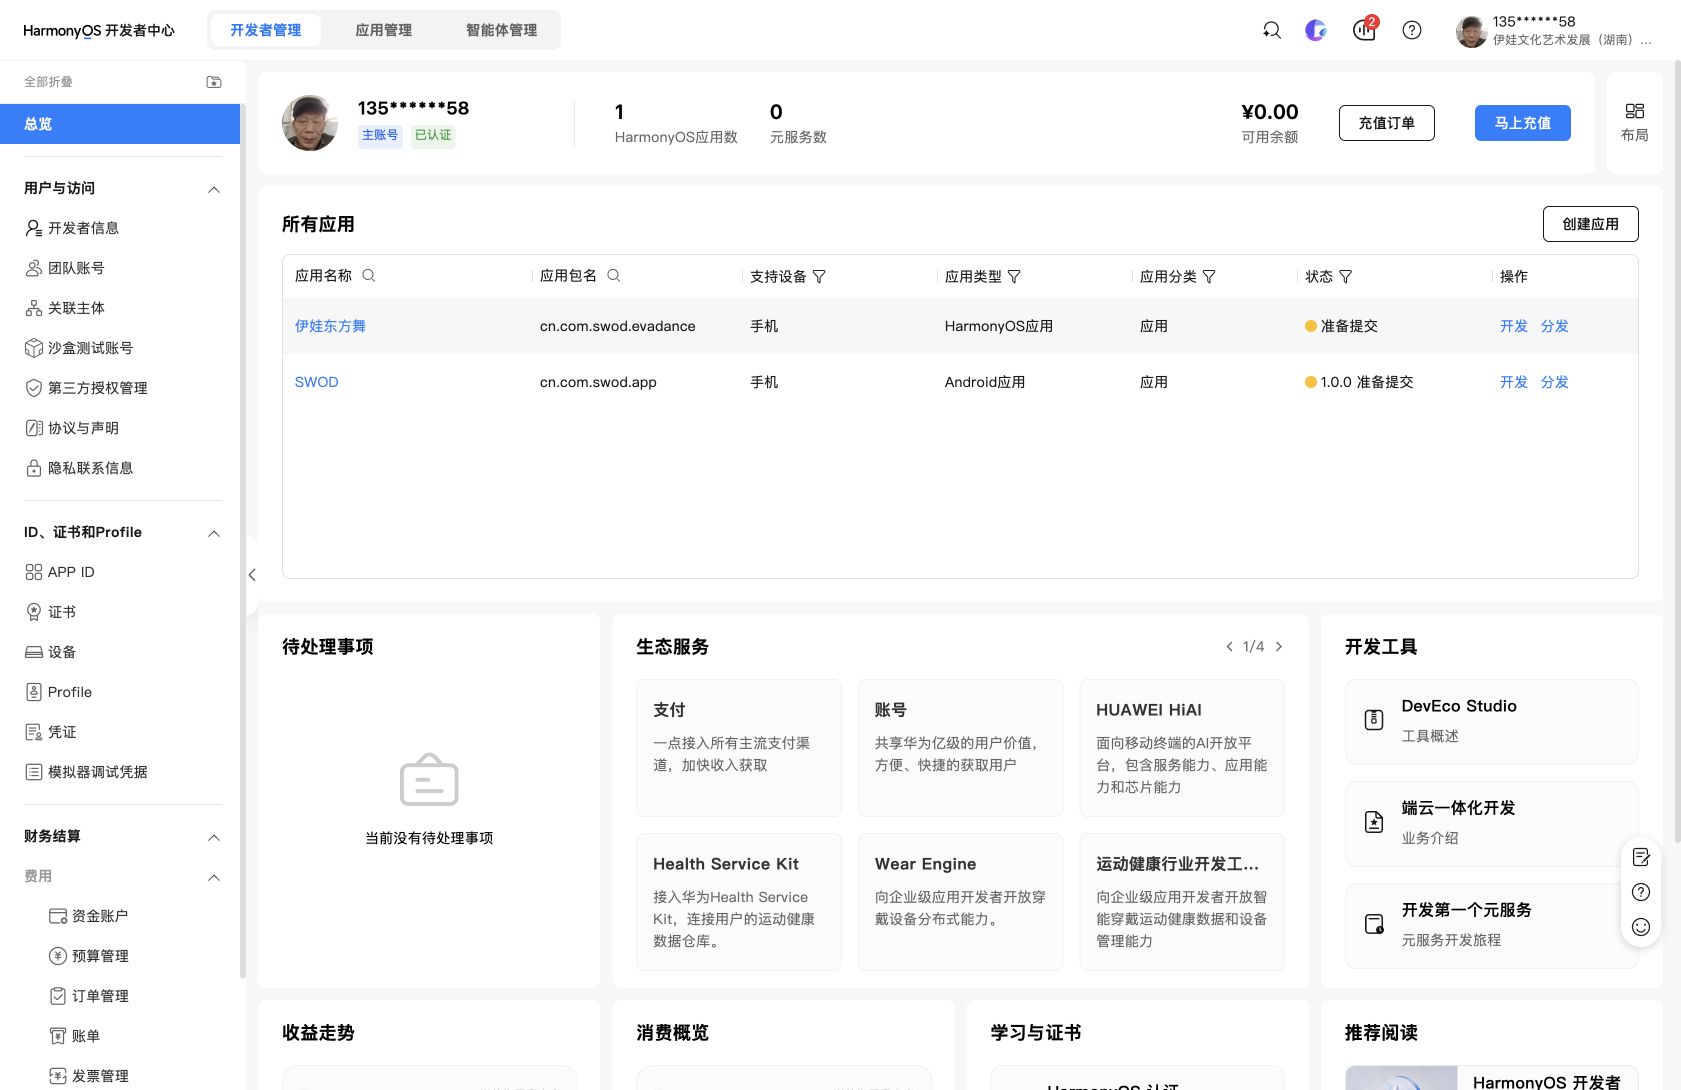 HarmonyOS 开发者中心
开发者管理
应用管理
智能体管理
2
135******58
伊娃文化艺术发展（湖南）...
全部折叠
总览
用户与访问
开发者信息
团队账号
关联主体
沙盒测试账号
第三方授权管理
协议与声明
隐私联系信息
ID、证书和Profile
APP ID
证书
设备
Profile
凭证
模拟器调试凭据
财务结算
费用
资金账户
预算管理
订单管理
账单
发票管理
135******58
主账号 已认证
1
HarmonyOS应用数
0
元服务数
¥0.00
可用余额
充值订单
马上充值
布局
所有应用
创建应用
应用名称 应用包名 支持设备 应用类型 应用分类 状态 操作
伊娃东方舞 cn.com.swod.evadance 手机 HarmonyOS应用 应用 准备提交 开发 分发
SWOD cn.com.swod.app 手机 Android应用 应用 1.0.0 准备提交 开发 分发
待处理事项
当前没有待处理事项
生态服务
1/4
支付
一点接入所有主流支付渠
道，加快收入获取
账号
共享华为亿级的用户价值，
方便、快捷的获取用户
HUAWEI HiAI
面向移动终端的AI开放平
台，包含服务能力、应用能
力和芯片能力
Health Service Kit
接入华为Health Service
Kit，连接用户的运动健康
数据仓库。
Wear Engine
向企业级应用开发者开放穿
戴设备分布式能力。
运动健康行业开发工...
向企业级应用开发者开放智
能穿戴运动健康数据和设备
管理能力
开发工具
DevEco Studio
工具概述
端云一体化开发
业务介绍
开发第一个元服务
元服务开发旅程
收益走势
消费概览
学习与证书
HarmonyOS 认证
推荐阅读
HarmonyOS 开发者